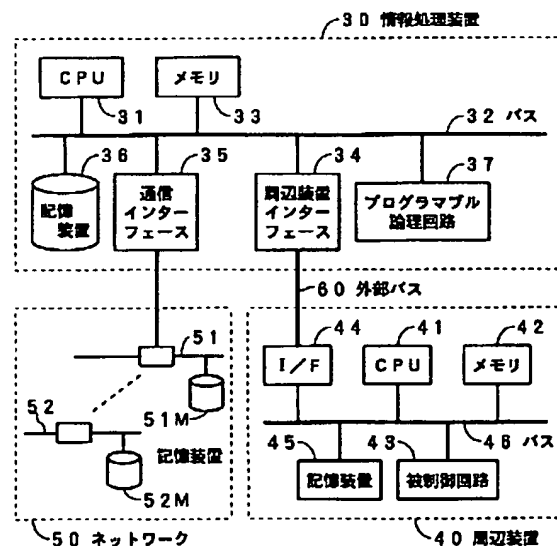 30 情報処理装置
CPU
メモリ
31
33
32 バス
36
35
34
37
記憶
装置
通信
インター
フェース
周辺装置
インター
フェース
プログラマブル
論理回路
60 外部バス
51
51M
52
52M
記憶装置
50 ネットワーク
44
41
42
I/F
CPU
メモリ
45
43
46 バス
記憶装置
被制御回路
40 周辺装置